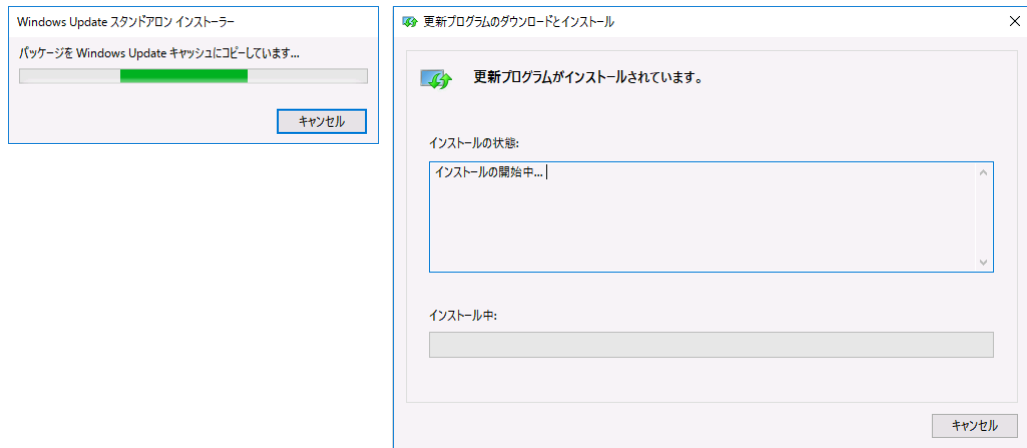 Windows Update スタンドアロン インストーラー
パッケージを Windows Update キャッシュにコピーしています...
キャンセル
更新プログラムのダウンロードとインストール
更新プログラムがインストールされています。
インストールの状態:
インストールの開始中...
インストール中:
キャンセル